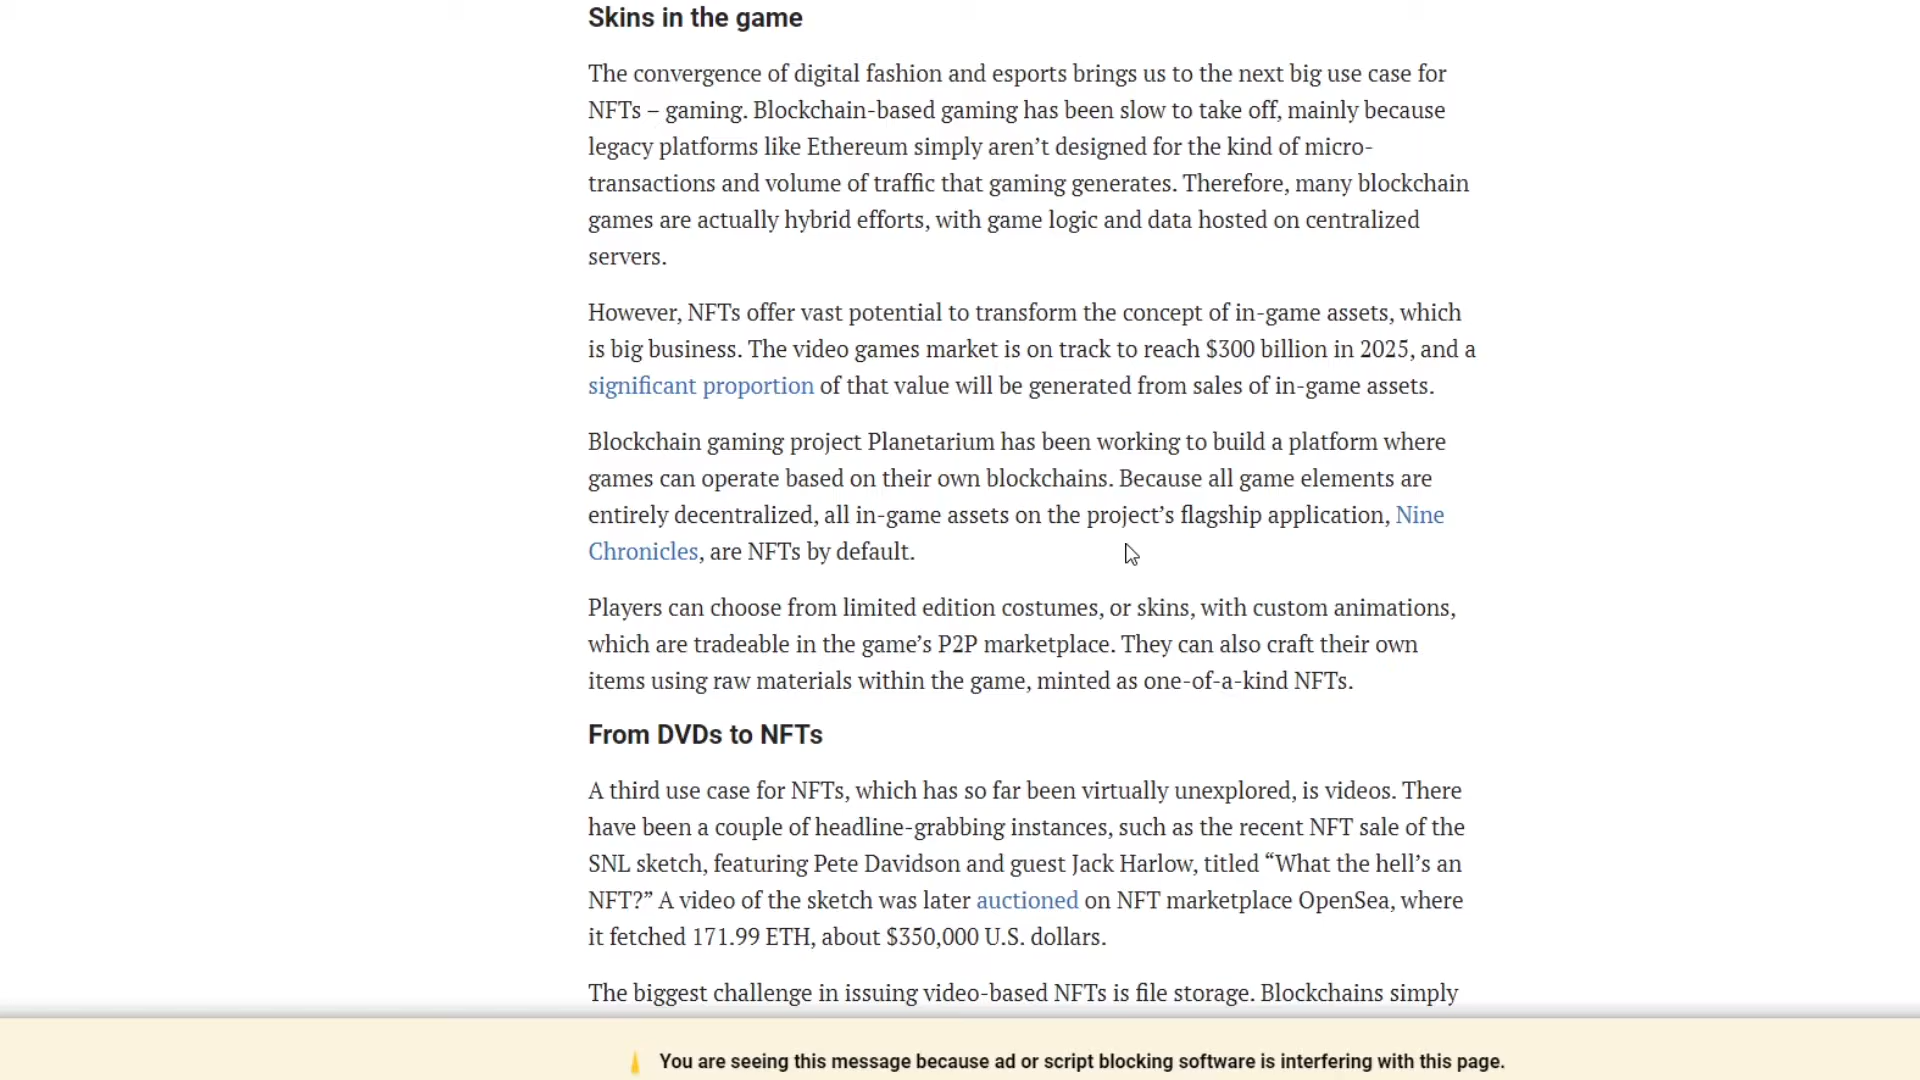 Skins in the game
The convergence of digital fashion and esports brings us to the next big use case for
NFTs – gaming. Blockchain-based gaming has been slow to take off, mainly because
legacy platforms like Ethereum simply aren’t designed for the kind of micro-
transactions and volume of traffic that gaming generates. Therefore, many blockchain
games are actually hybrid efforts, with game logic and data hosted on centralized
servers.
However, NFTs offer vast potential to transform the concept of in-game assets, which
is big business. The video games market is on track to reach $300 billion in 2025, and a
significant proportion of that value will be generated from sales of in-game assets.
Blockchain gaming project Planetarium has been working to build a platform where
games can operate based on their own blockchains. Because all game elements are
entirely decentralized, all in-game assets on the project’s flagship application, Nine
Chronicles, are NFTs by default.
Players can choose from limited edition costumes, or skins, with custom animations,
which are tradeable in the game’s P2P marketplace. They can also craft their own
items using raw materials within the game, minted as one-of-a-kind NFTs.
From DVDs to NFTs
A third use case for NFTs, which has so far been virtually unexplored, is videos. There
have been a couple of headline-grabbing instances, such as the recent NFT sale of the
SNL sketch, featuring Pete Davidson and guest Jack Harlow, titled “What the hell’s an
NFT?” A video of the sketch was later auctioned on NFT marketplace OpenSea, where
it fetched 171.99 ETH, about $350,000 U.S. dollars.
The biggest challenge in issuing video-based NFTs is file storage. Blockchains simply
You are seeing this message because ad or script blocking software is interfering with this page.